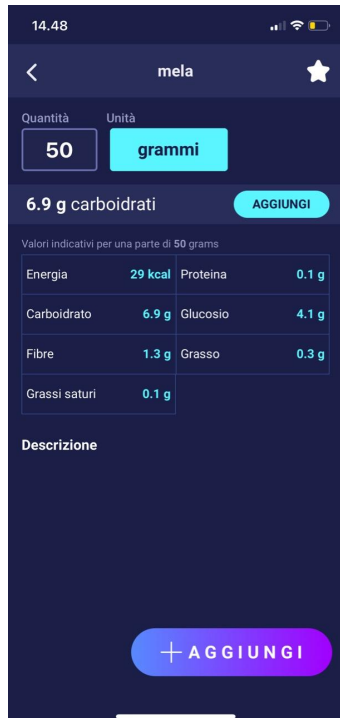 14.48
mela
Quantità Unità
50 grammi
6.9 g carboidrati AGGIUNGI
Valori indicativi per una parte di 50 grams
Energia 29 kcal Proteina 0.1 g
Carboidrato 6.9 g Glucosio 4.1 g
Fibre 1.3 g Grasso 0.3 g
Grassi saturi 0.1 g
Descrizione
+ AGGIUNGI